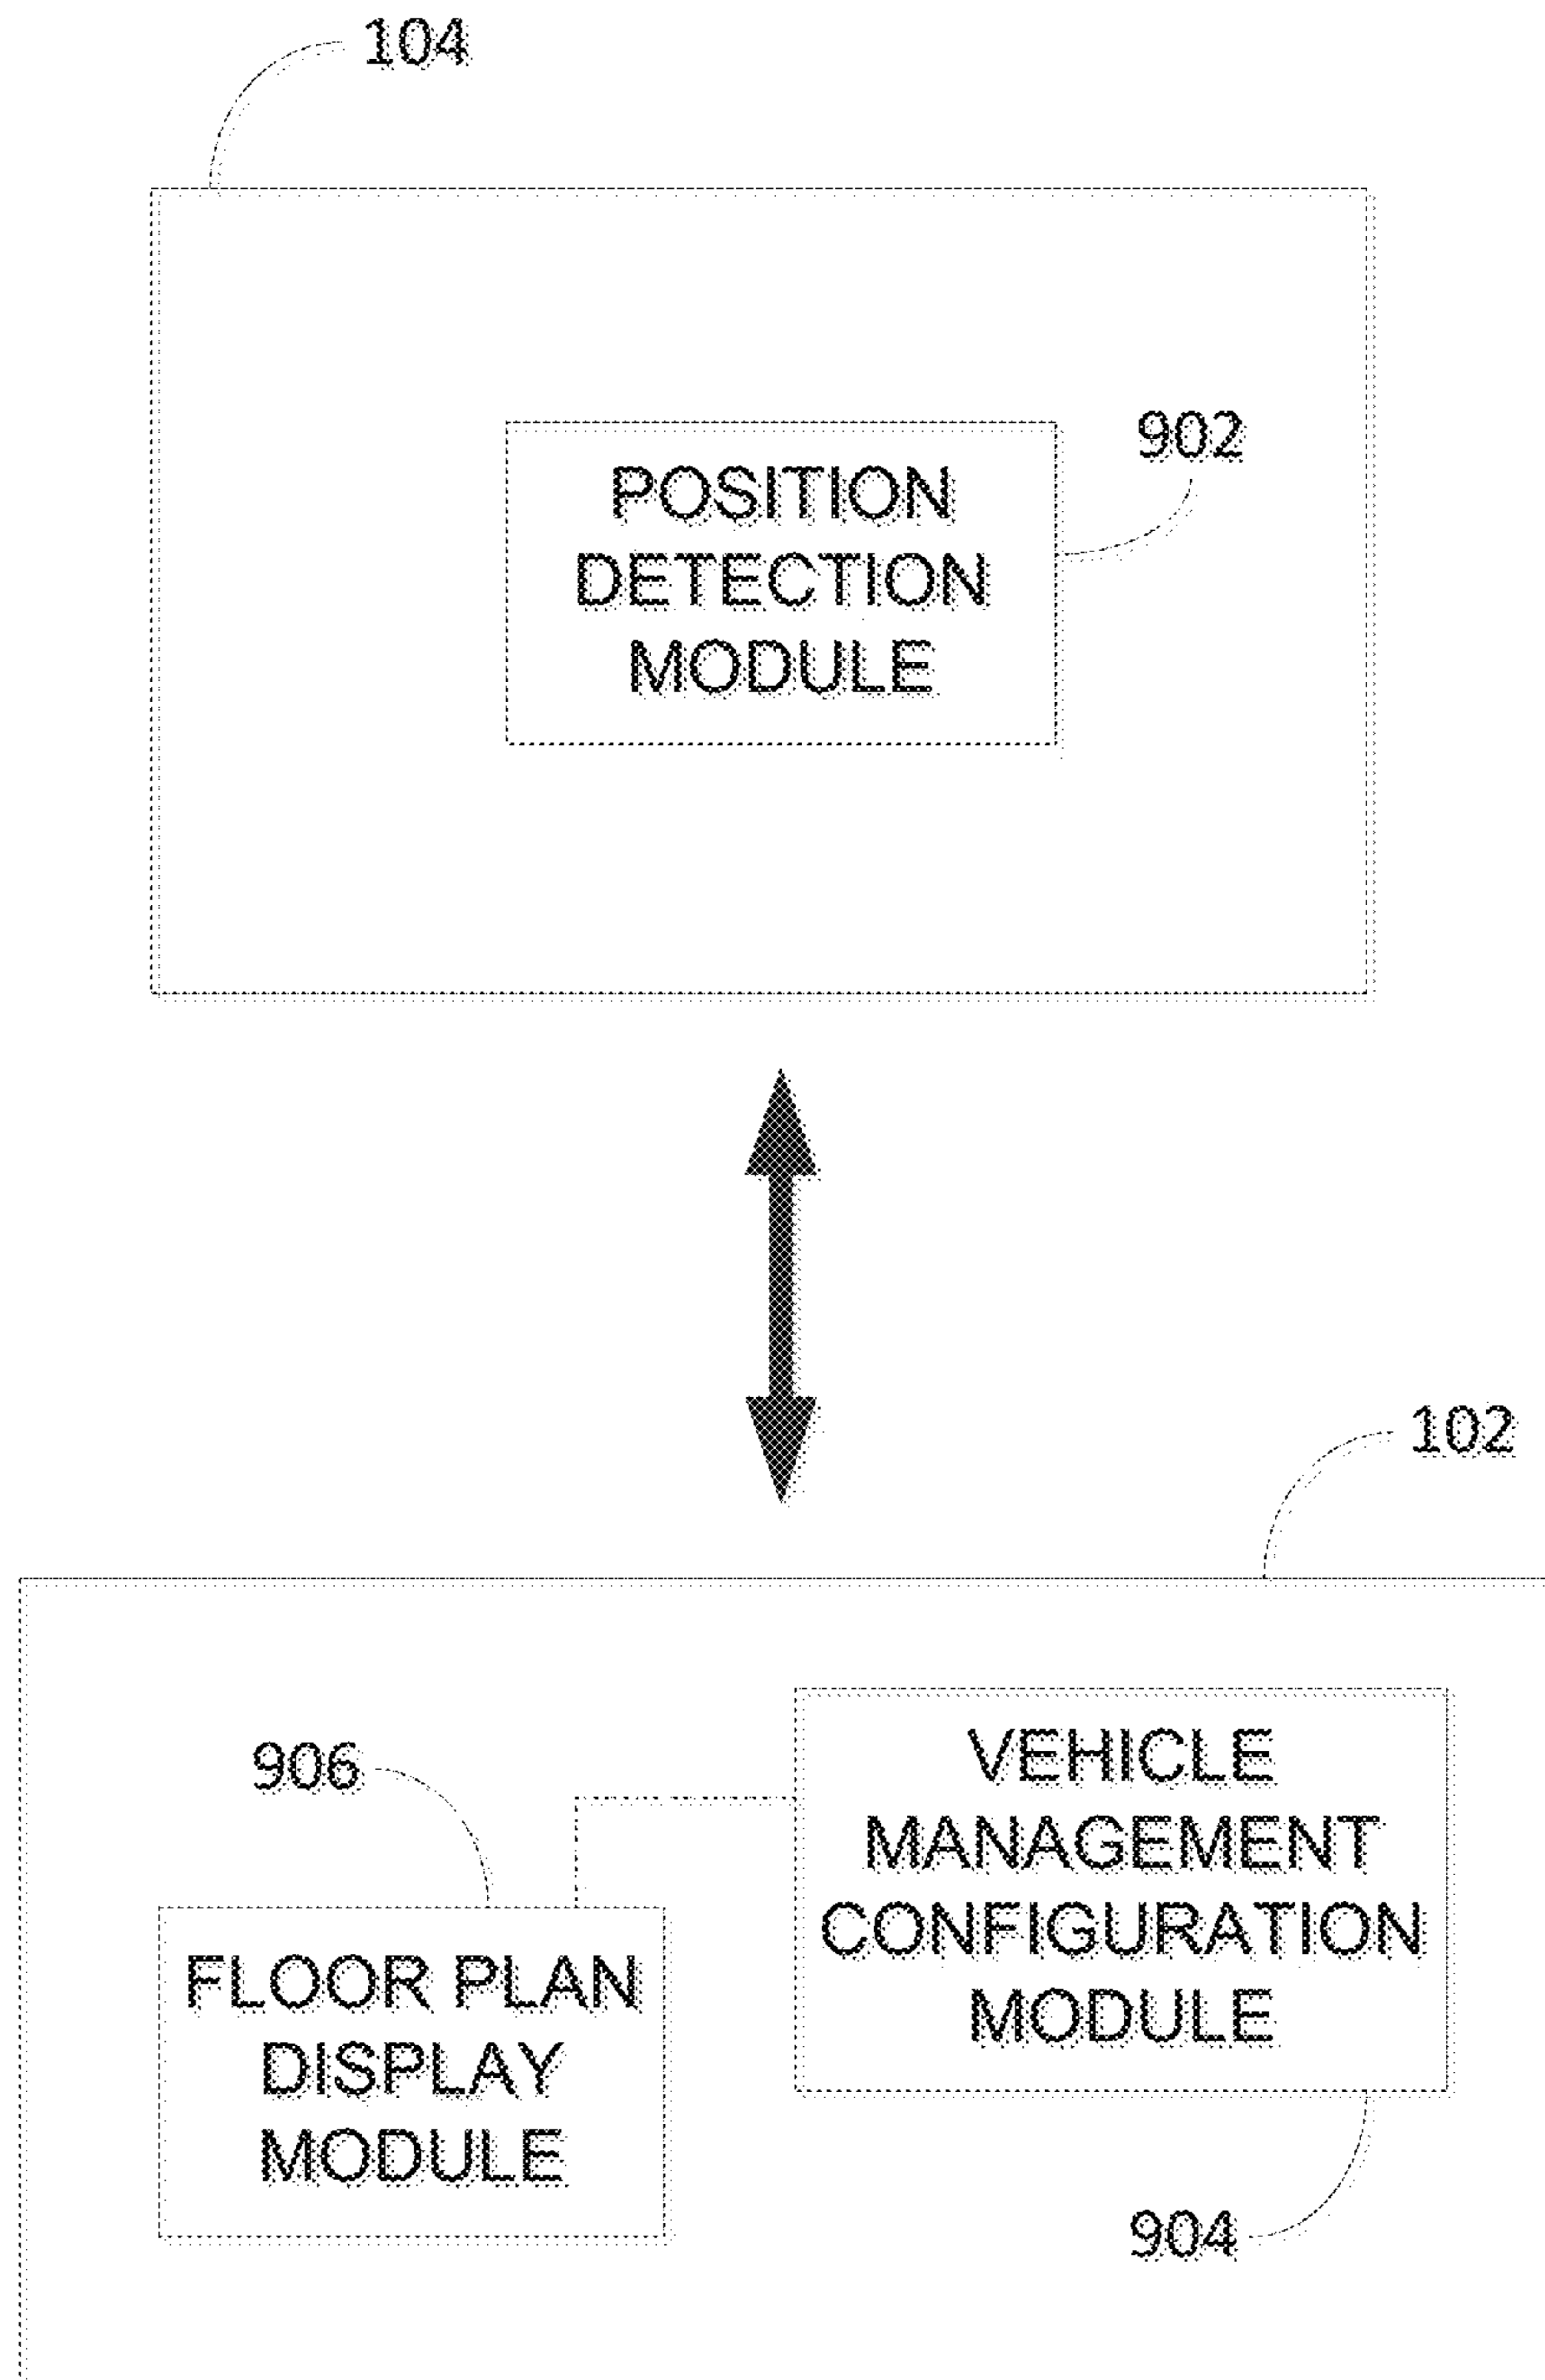 104
902
POSITION
DETECTION
MODULE
102
VEHICLE
MANAGEMENT
CONFIGURATION
MODULE
906
FLOOR PLAN
DISPLAY
MODULE
904